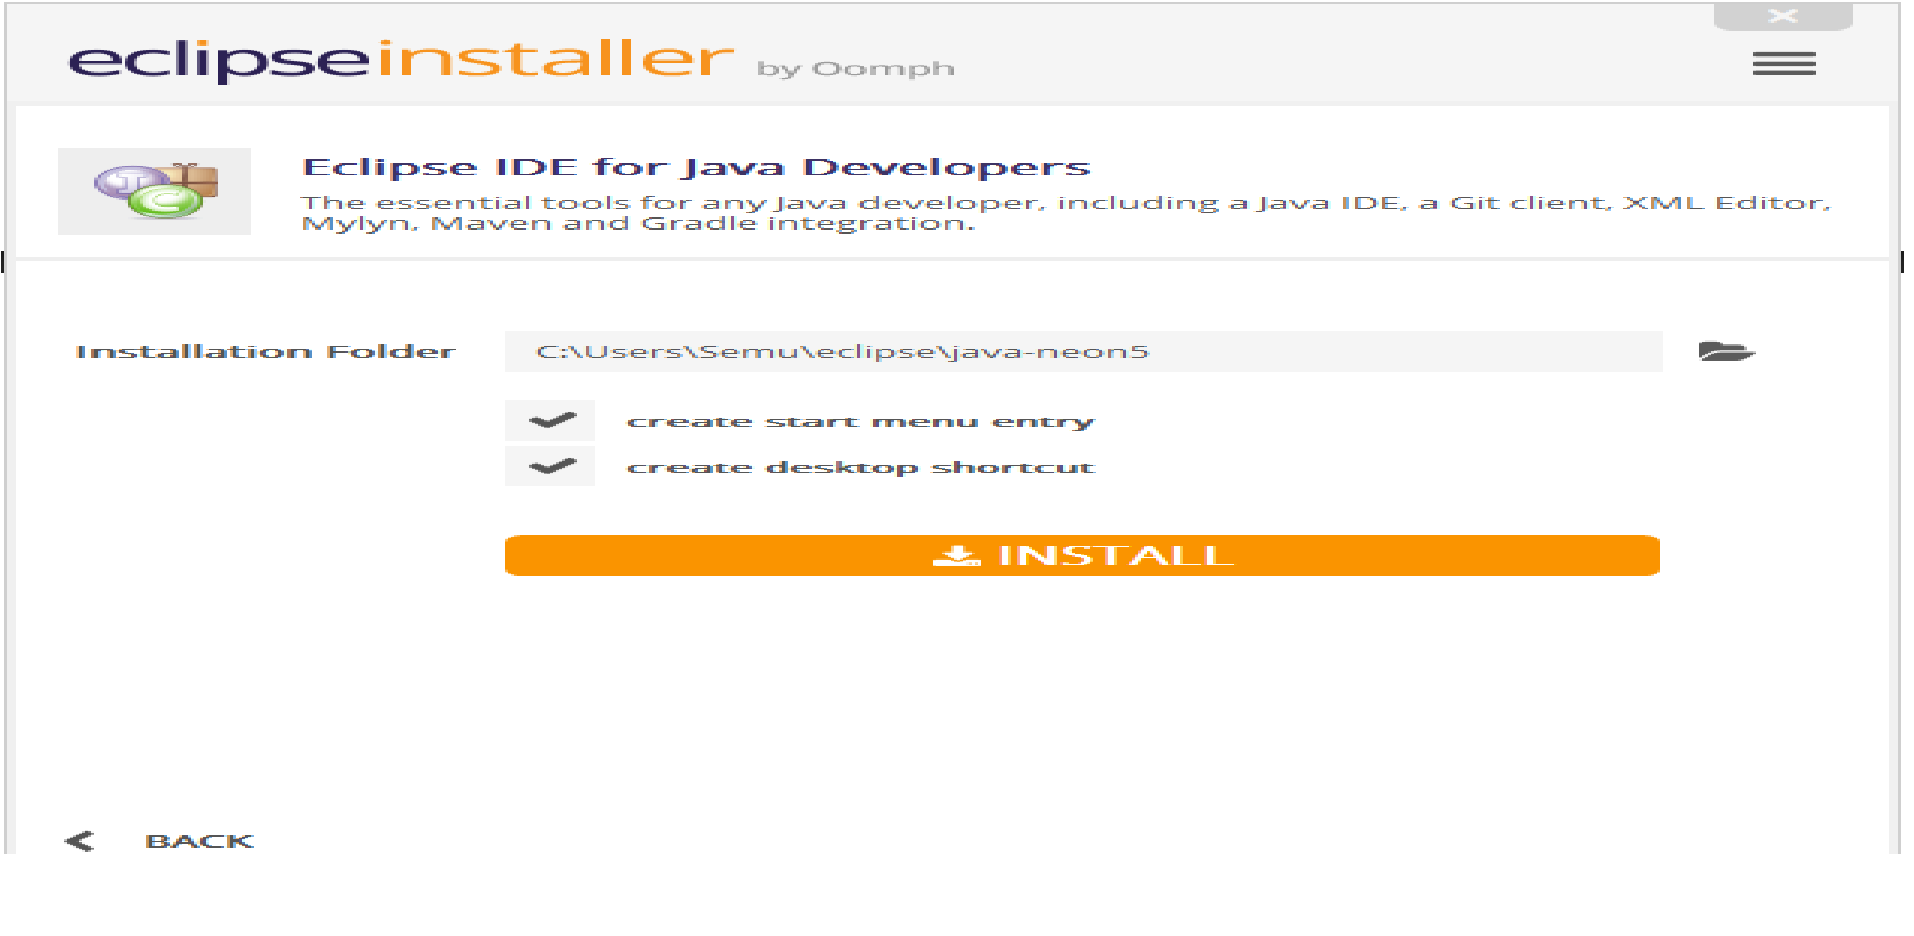 eclipseinstaller by Oomph
Eclipse IDE for Java Developers
The essential tools for any Java developer, including a Java IDE, a Git client, XML Editor,
Mylyn, Maven and Gradle integration.
Installation Folder C:\Users\Semu\eclipse\java-neon5
create start menu entry
create desktop shortcut
INSTALL
BACK